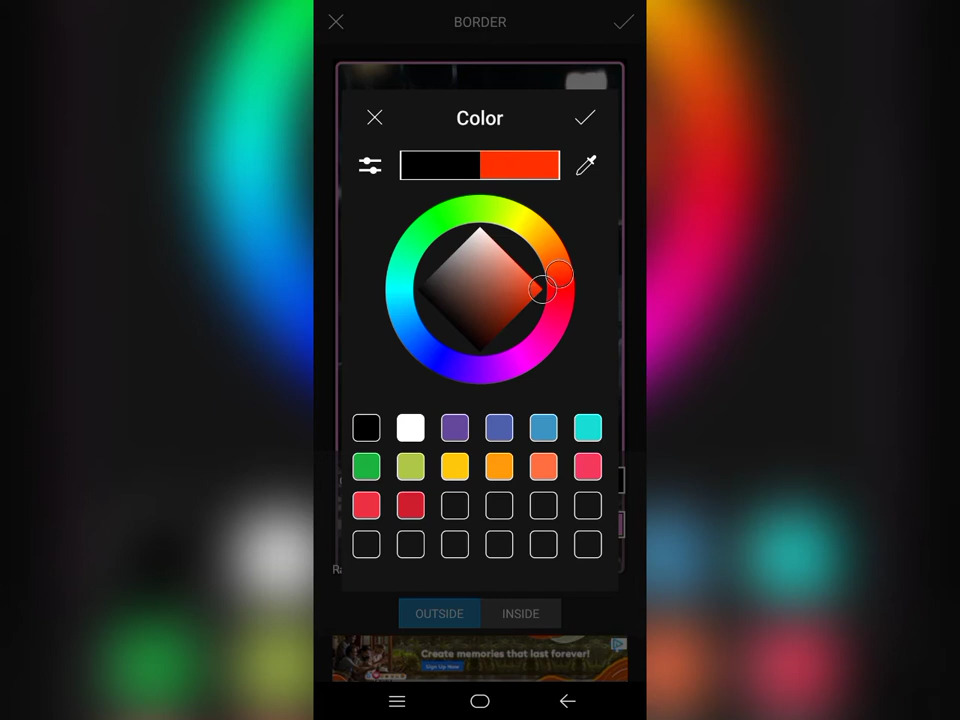 BORDER
Color
OUTSIDE
INSIDE
Create memories that last forever!
Sign Up Now